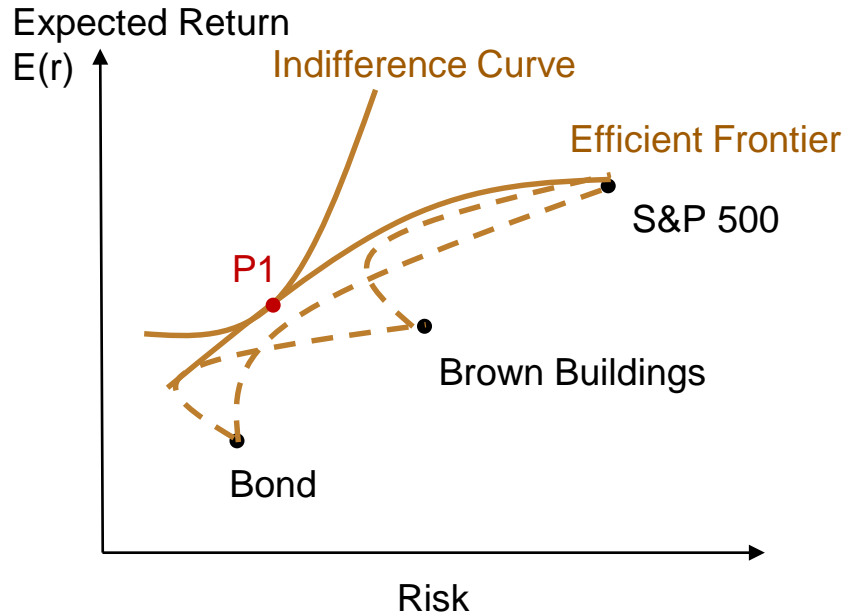 Expected Return
E(r)
Indifference Curve
Efficient Frontier
S&P 500
P1
Brown Buildings
Bond
Risk